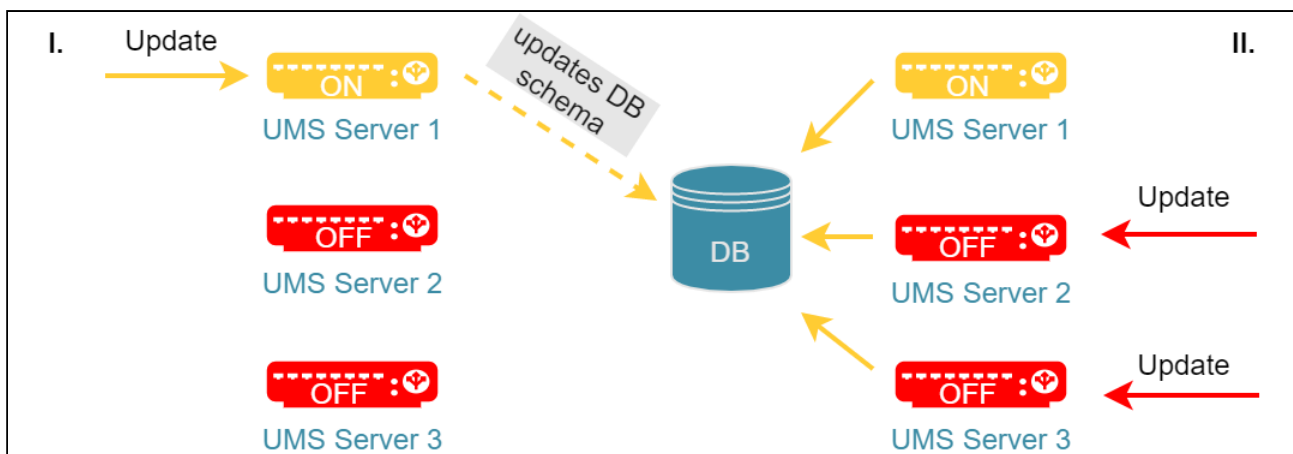 I.
Update
ON
UMS Server 1
OFF
UMS Server 2
OFF
UMS Server 3
updates DB
schema
DB
II.
ON
UMS Server 1
Update
OFF
UMS Server 2
Update
OFF
UMS Server 3